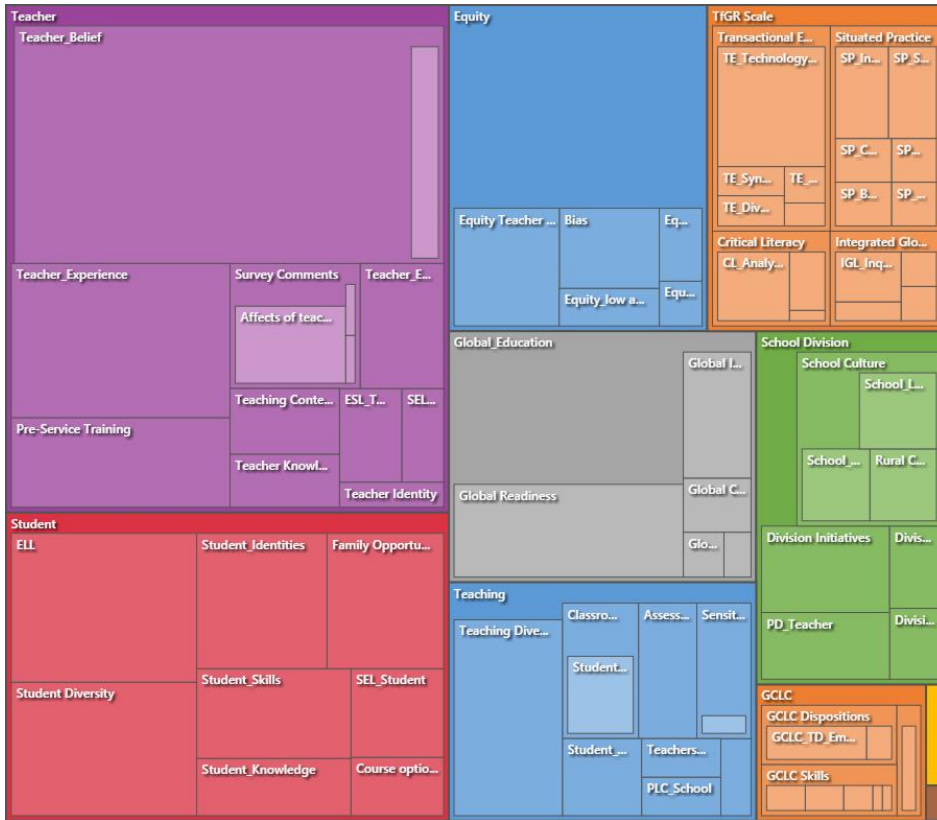 Teacher
Teacher_Belief
Teacher_Experience
Survey Comments
Affects of teac...
Teacher_E...
Pre-Service Training
Teaching Conte...
ESL_T...
SEL...
Teacher Knowl...
Teacher Identity
Student
ELL
Student_Identities
Family Opportu...
Student Diversity
Student_Skills
SEL_Student
Student_Knowledge
Course optio...
Equity
Equity Teacher ...
Bias
Eq...
Equity_low a...
Equ...
Global_Education
Global I...
Global Readiness
Global C...
Glo...
Teaching
Teaching Dive...
Classro...
Student...
Assess...
Sensit...
Student_...
Teachers...
PLC_School
TfGR Scale
Transactional E...
TE_Technology...
TE_Syn...
TE_...
TE_Div...
Situated Practice
SP_In...
SP_S...
SP_C...
SP...
SP_B...
SP_...
Critical Literacy
CL_Analy...
Integrated Glo...
IGL_Inq...
School Division
School Culture
School_L...
School_...
Rural C...
Division Initiatives
Divis...
PD_Teacher
Divisi...
GCLC
GCLC Dispositions
GCLC_TD_Em...
GCLC Skills